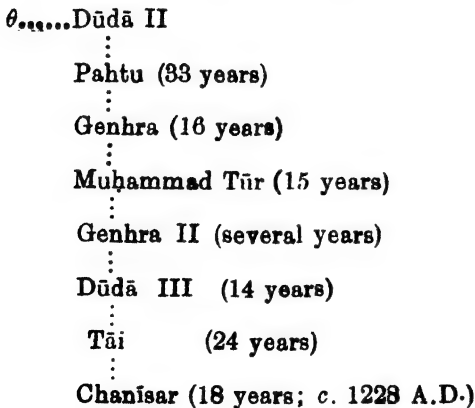 θ.......Dūdā II
Pahtu (33 years)
Genhra (16 years)
Muḥammad Tūr (15 years)
Genhra II (several years)
Dūdā III (14 years)
Tāi (24 years)
Chanīsar (18 years; c. 1228 A.D.)